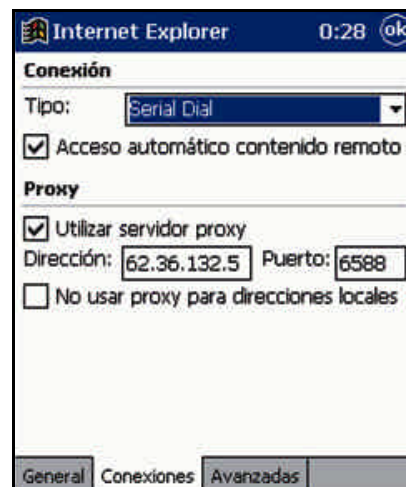 Internet Explorer 0:28 ok
Conexión
Tipo: Serial Dial
Acceso automático contenido remoto
Proxy
Utilizar servidor proxy
Dirección: 62.36.132.5 Puerto: 6588
No usar proxy para direcciones locales
General Conexiones Avanzadas